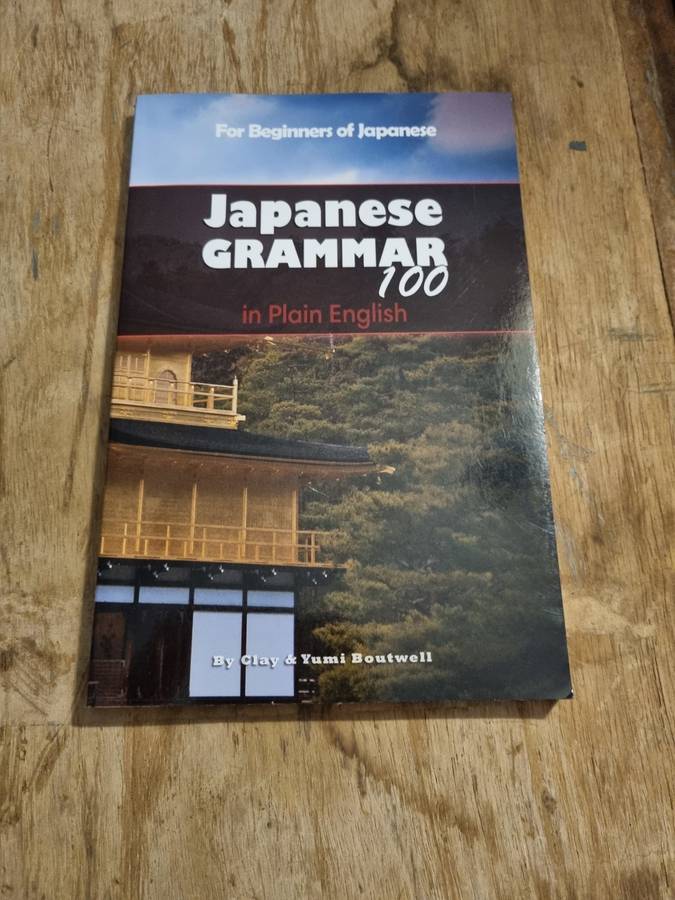 For Beginners of Japanese
Japanese
GRAMMAR
100
in Plain English
By Clay & Yumi Boutwell